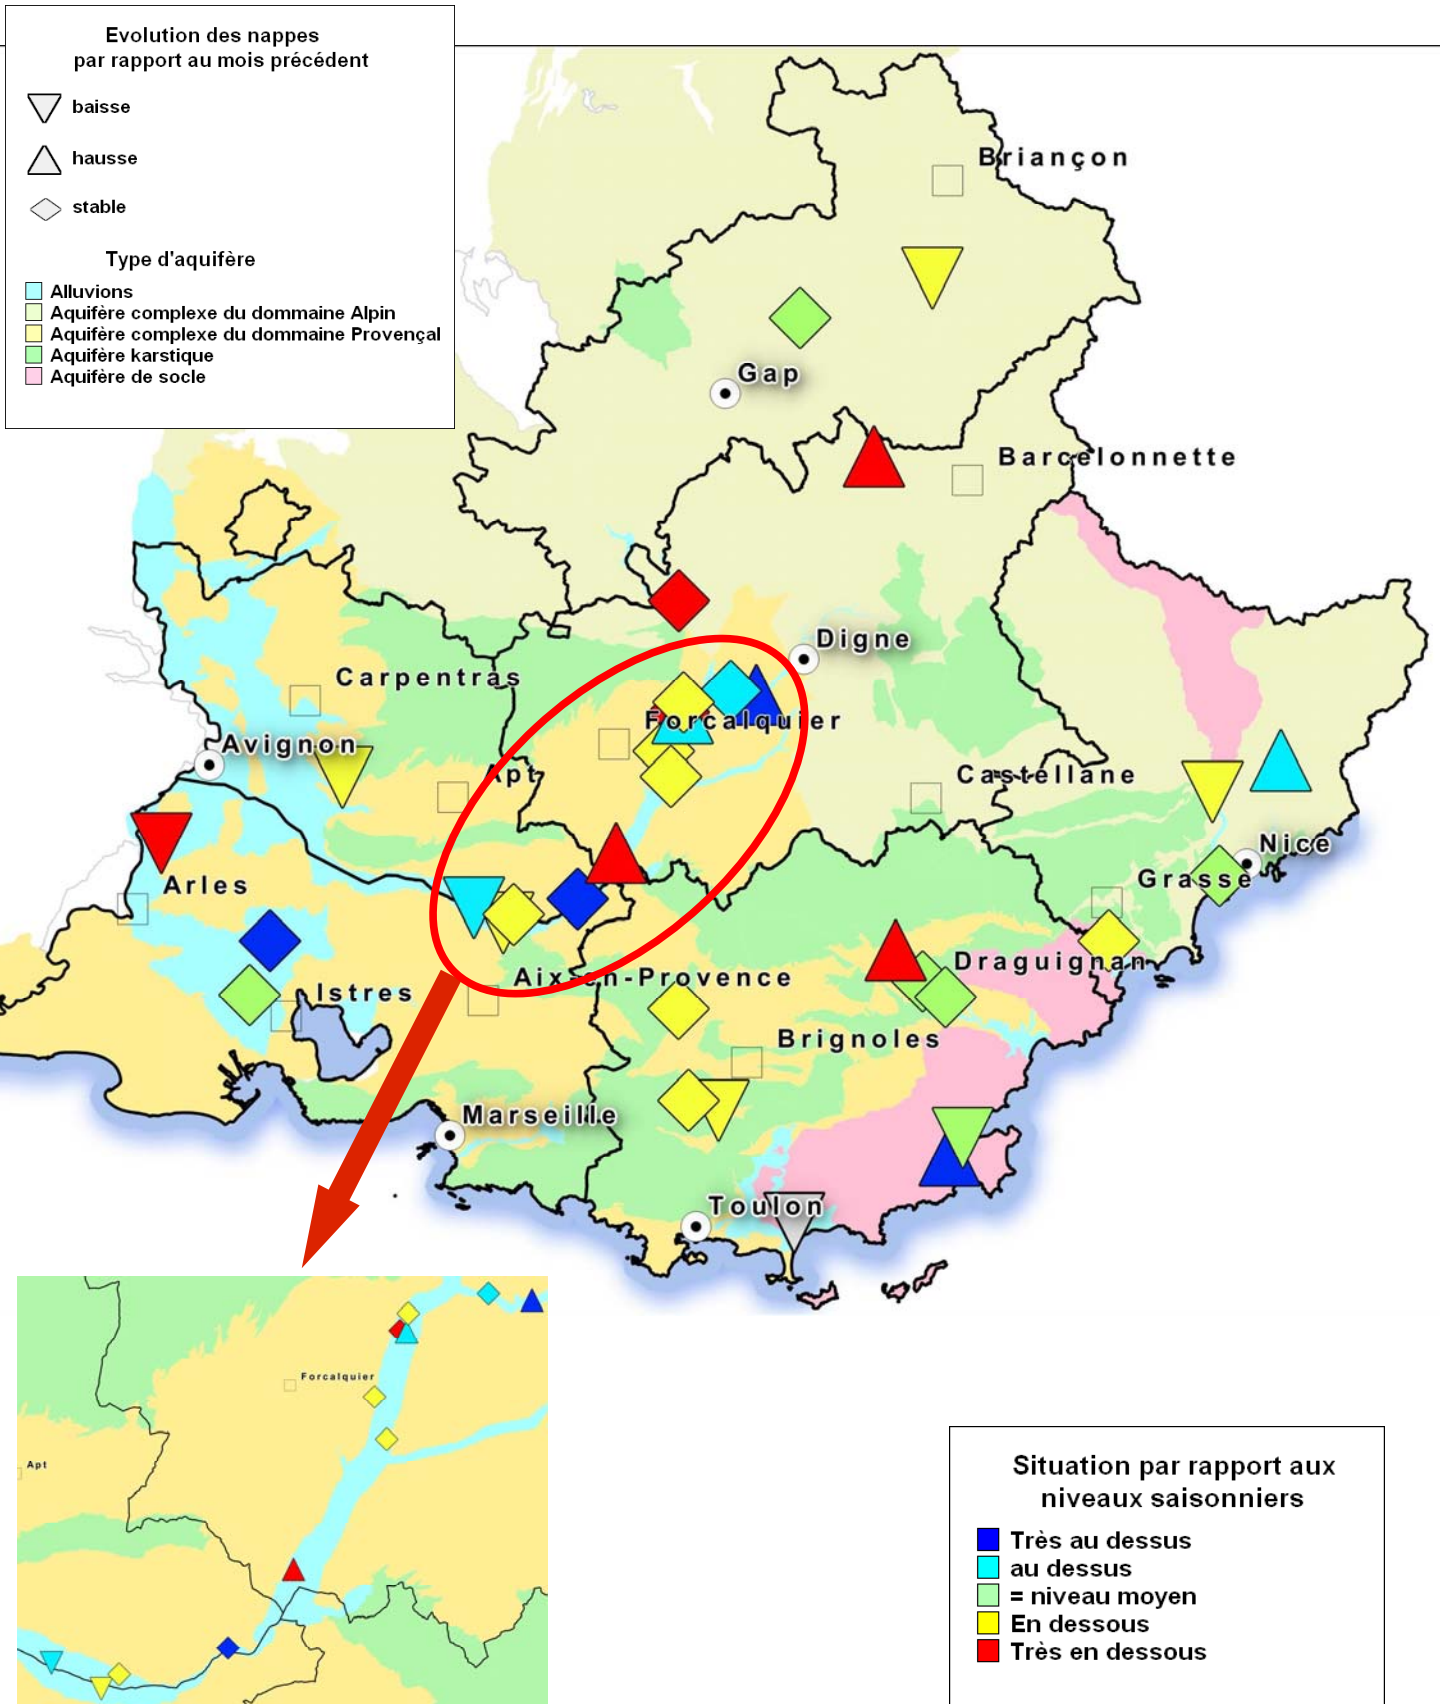 Evolution des nappes
par rapport au mois précédent
baisse
hausse
stable
Type d'aquifère
Alluvions
Aquifère complexe du dommaine Alpin
Aquifère complexe du dommaine Provençal
Aquifère karstique
Aquifère de socle
Briançon
Gap
Barcelonnette
Digne
Carpentras
Forcalquier
Avignon
Apt
Castellane
Nice
Grasse
Arles
Draguignan
Aix-en-Provence
Istres
Brignoles
Marseille
Toulon
Forcalquier
Apt
Situation par rapport aux
niveaux saisonniers
Très au dessus
au dessus
= niveau moyen
En dessous
Très en dessous